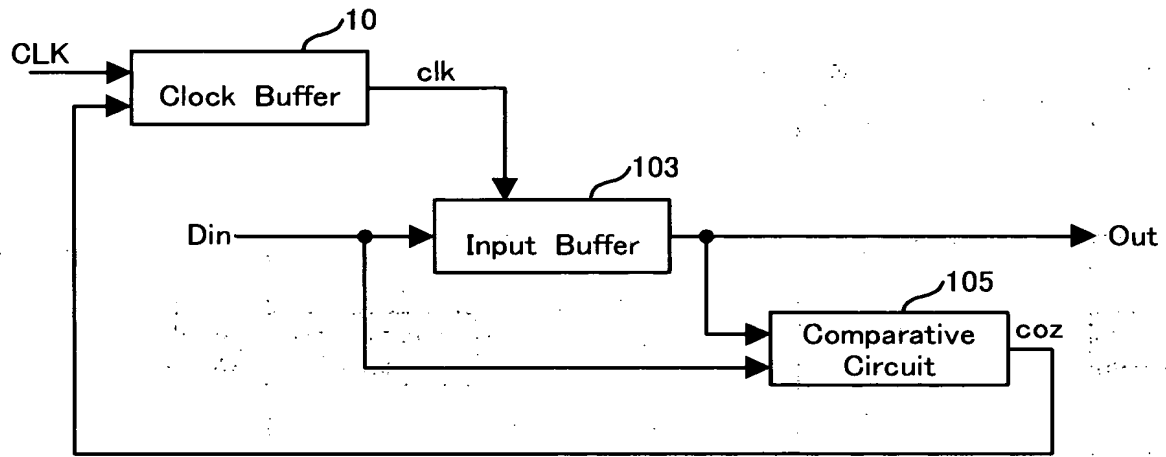 10
CLK
Clock Buffer
clk
103
Din
Input Buffer
Out
105
Comparative
Circuit
coz